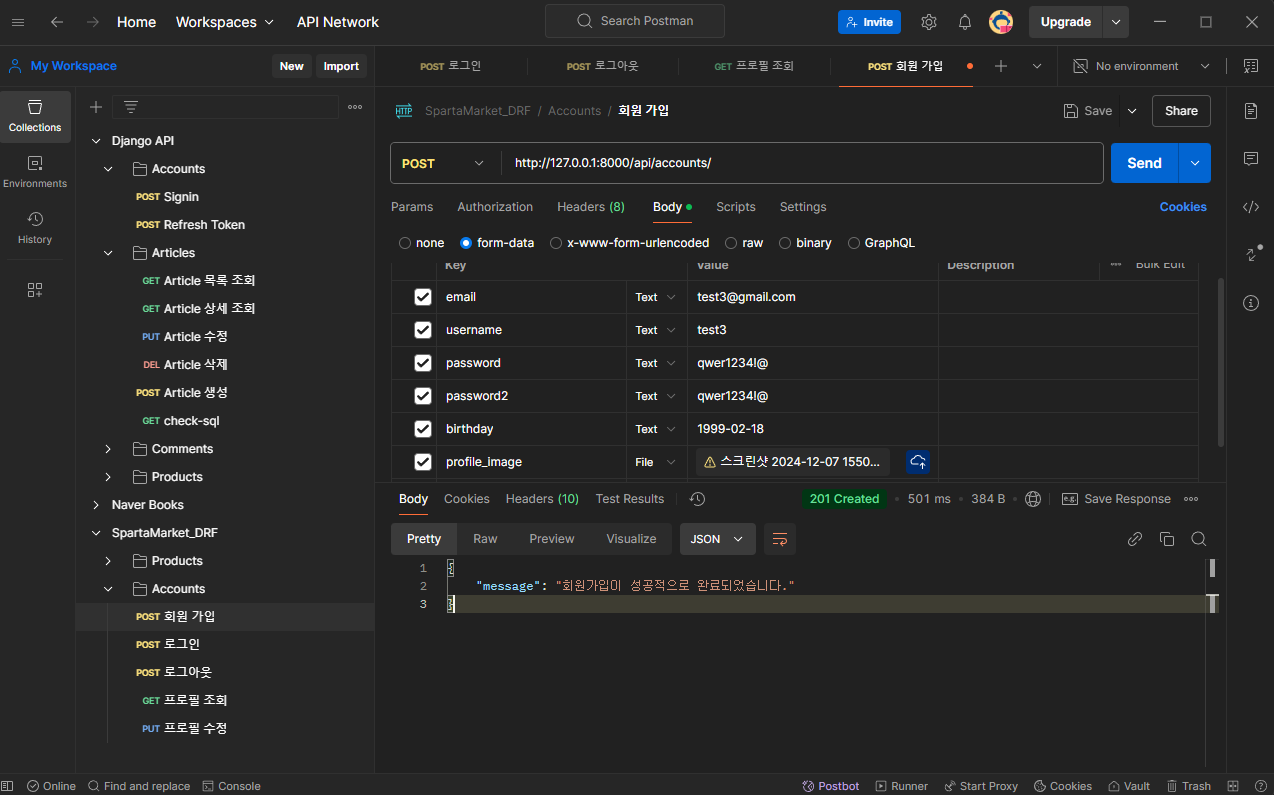 Home Workspaces API Network Search Postman Invite Upgrade
My Workspace New Import POST 로그인 POST 로그아웃 GET 프로필 조회 POST 회원 가입 No environment
Collections
Environments
History
Django API
Accounts
POST Signin
POST Refresh Token
Articles
GET Article 목록 조회
GET Article 상세 조회
PUT Article 수정
DEL Article 삭제
POST Article 생성
GET check-sql
Comments
Products
Naver Books
SpartaMarket_DRF
Products
Accounts
POST 회원 가입
POST 로그인
POST 로그아웃
GET 프로필 조회
PUT 프로필 수정
HTTP SpartaMarket_DRF / Accounts / 회원 가입 Save Share
POST http://127.0.0.1:8000/api/accounts/ Send
Params Authorization Headers (8) Body Scripts Settings Cookies
none form-data x-www-form-urlencoded raw binary GraphQL
Key Value Description Bulk Edit
email Text test3@gmail.com
username Text test3
password Text qwer1234!@
password2 Text qwer1234!@
birthday Text 1999-02-18
profile_image File 스크린샷 2024-12-07 1550...
Body Cookies Headers (10) Test Results 201 Created 501 ms 384 B e.g. Save Response
Pretty Raw Preview Visualize JSON
1 {
2 "message": "회원가입이 성공적으로 완료되었습니다."
3 }
Online Find and replace Console Postbot Runner Start Proxy Cookies Vault Trash